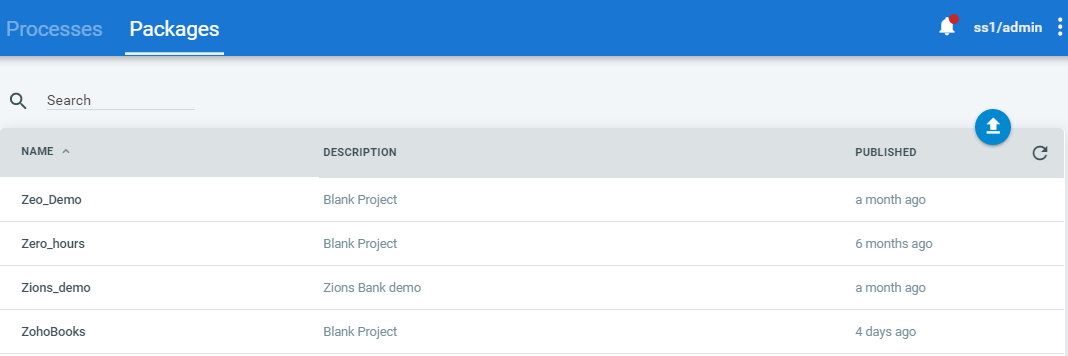 Processes Packages ss1/admin
Search
NAME DESCRIPTION PUBLISHED
Zeo_Demo Blank Project a month ago
Zero_hours Blank Project 6 months ago
Zions_demo Zions Bank demo a month ago
ZohoBooks Blank Project 4 days ago